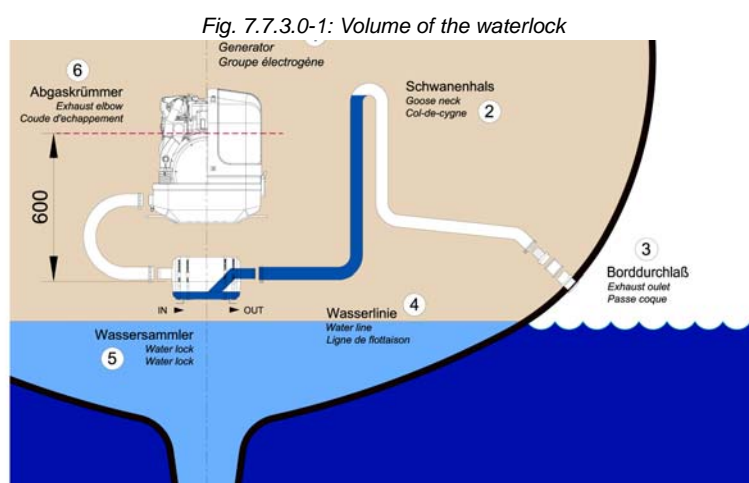 Fig. 7.7.3.0-1: Volume of the waterlock
Generator
Groupe électrogène
6
Abgaskrümmer
Exhaust elbow
Coude d'echappement
Schwanenhals
Goose neck
Col-de-cygne
2
600
3
Borddurchlaß
Exhaust oulet
Passe coque
IN
OUT
4
Wasserlinie
Water line
Ligne de flottaison
Wassersammler
5
Water lock
Water lock